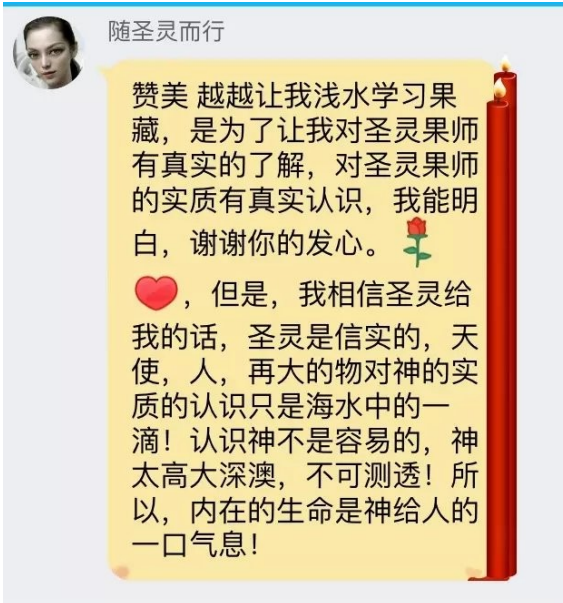 随圣灵而行
赞美 越越让我浅水学习果
藏，是为了让我对圣灵果师
有真实的了解，对圣灵果师
的实质有真实认识，我能明
白，谢谢你的发心。
，但是，我相信圣灵给
我的话，圣灵是信实的，天
使，人，再大的物对神的实
质的认识只是海水中的一
滴！认识神不是容易的，神
太高大深澳，不可测透！所
以，内在的生命是神给人的
一口气息！